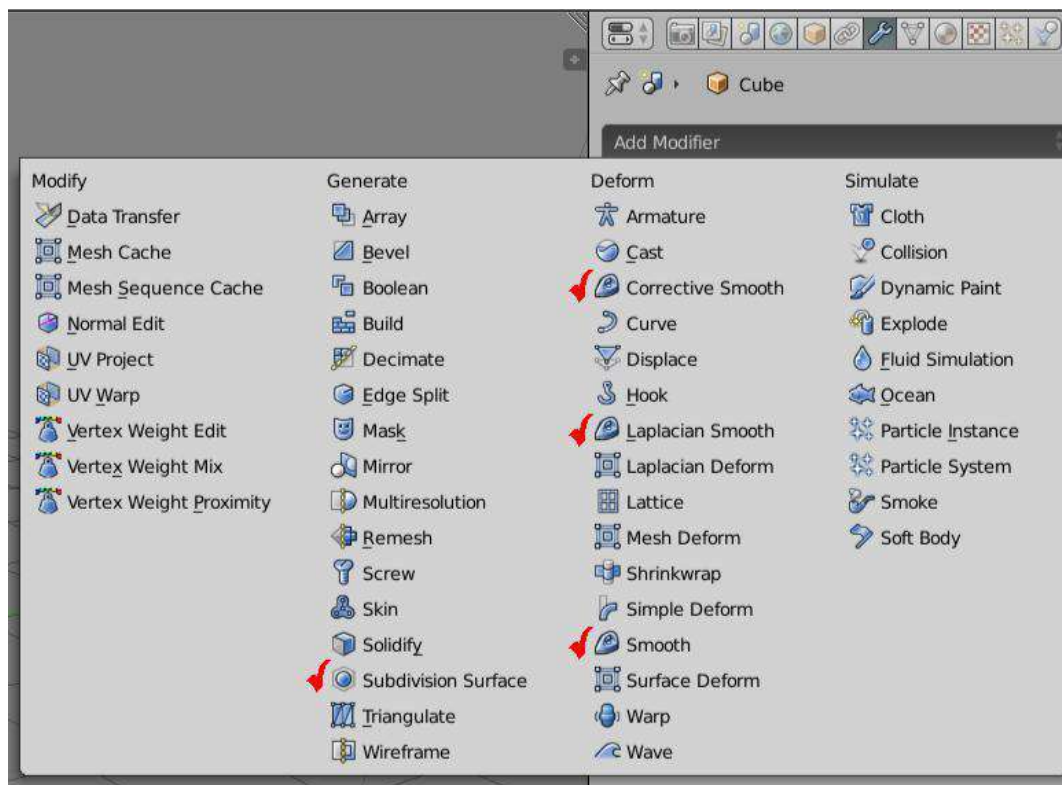 Cube
Add Modifier
Modify
Data Transfer
Mesh Cache
Mesh Sequence Cache
Normal Edit
UV Project
UV Warp
Vertex Weight Edit
Vertex Weight Mix
Vertex Weight Proximity
Generate
Array
Bevel
Boolean
Build
Decimate
Edge Split
Mask
Mirror
Multiresolution
Remesh
Screw
Skin
Solidify
Subdivision Surface
Triangulate
Wireframe
Deform
Armature
Cast
Corrective Smooth
Curve
Displace
Hook
Laplacian Smooth
Laplacian Deform
Lattice
Mesh Deform
Shrinkwrap
Simple Deform
Smooth
Surface Deform
Warp
Wave
Simulate
Cloth
Collision
Dynamic Paint
Explode
Fluid Simulation
Ocean
Particle Instance
Particle System
Smoke
Soft Body